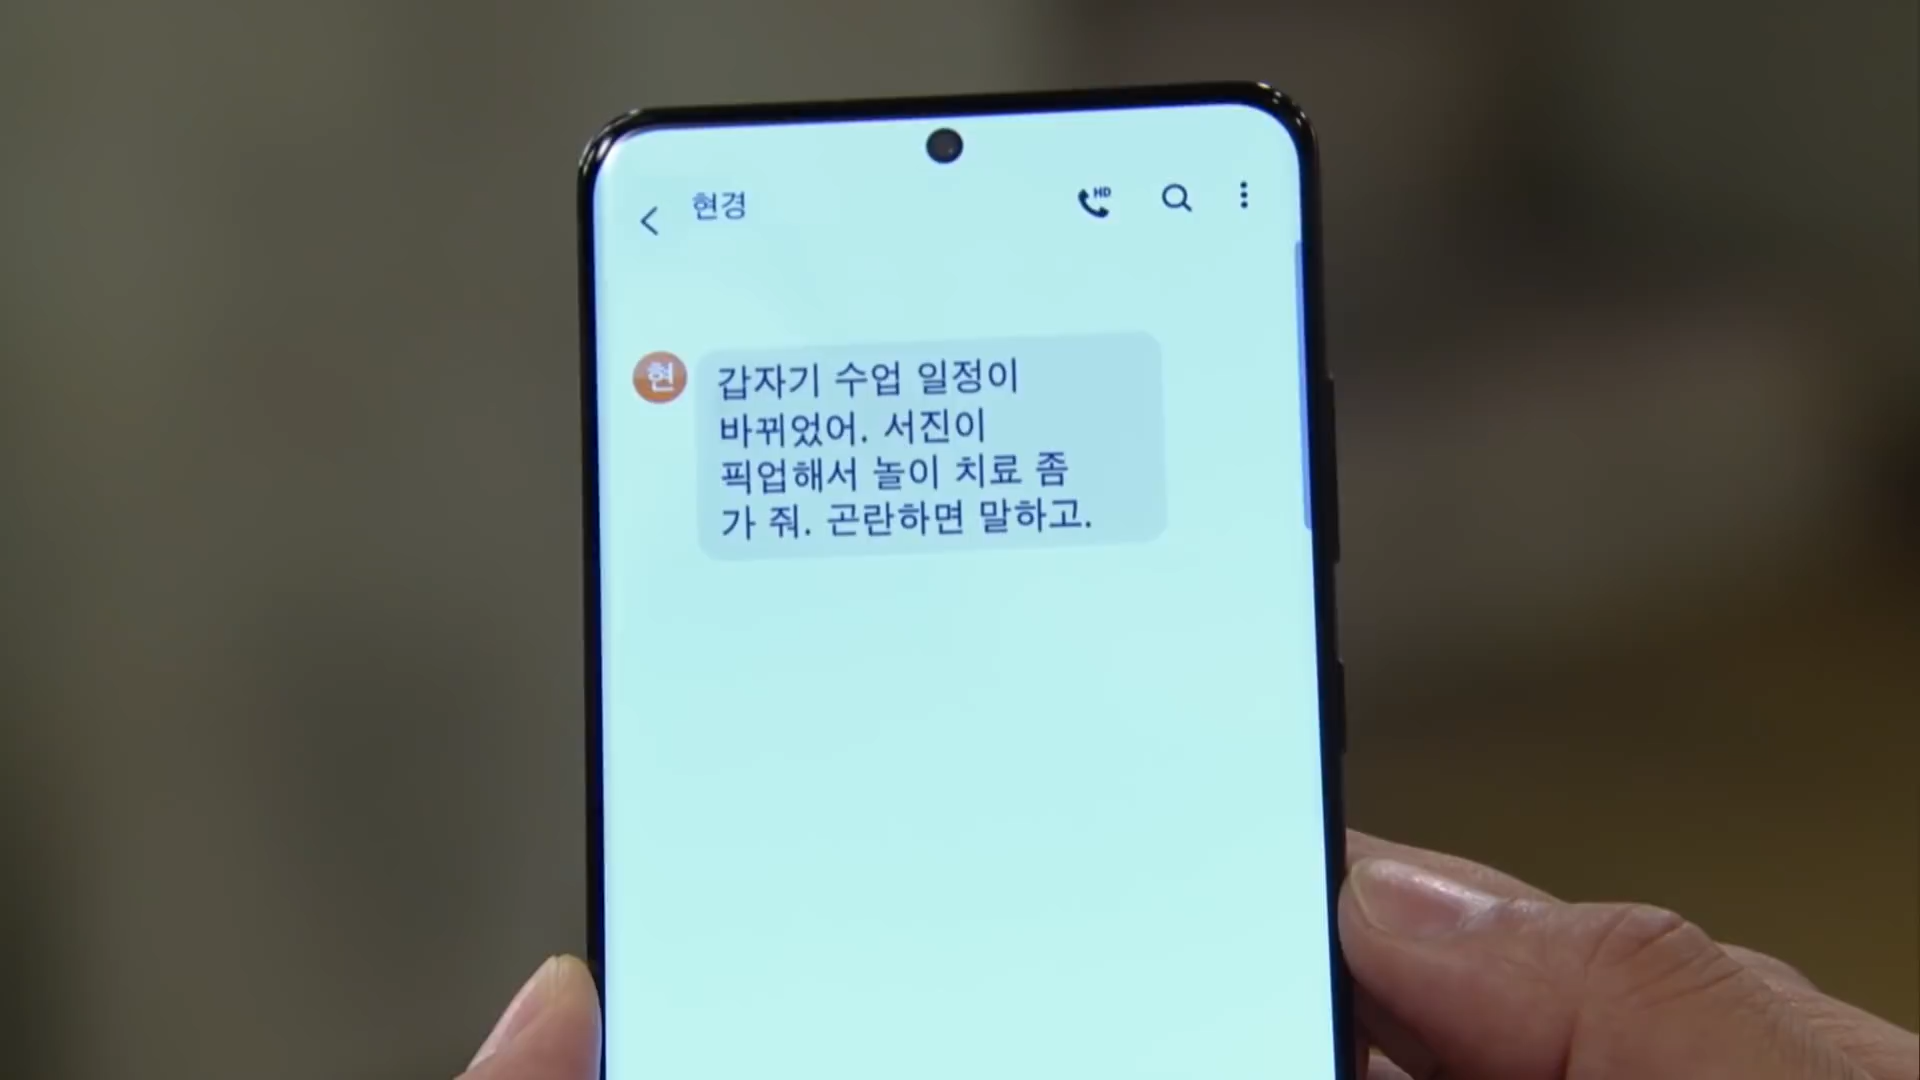 현경
HD
현
갑자기 수업 일정이
바뀌었어. 서진이
픽업해서 놀이 치료 좀
가 줘. 곤란하면 말하고.